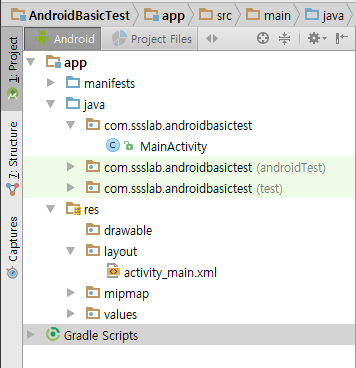 AndroidBasicTest app src main java
Android Project Files
app
manifests
java
com.ssslab.androidbasictest
C MainActivity
com.ssslab.androidbasictest (androidTest)
com.ssslab.androidbasictest (test)
res
drawable
layout
activity_main.xml
mipmap
values
Gradle Scripts
1: Project
7: Structure
Captures